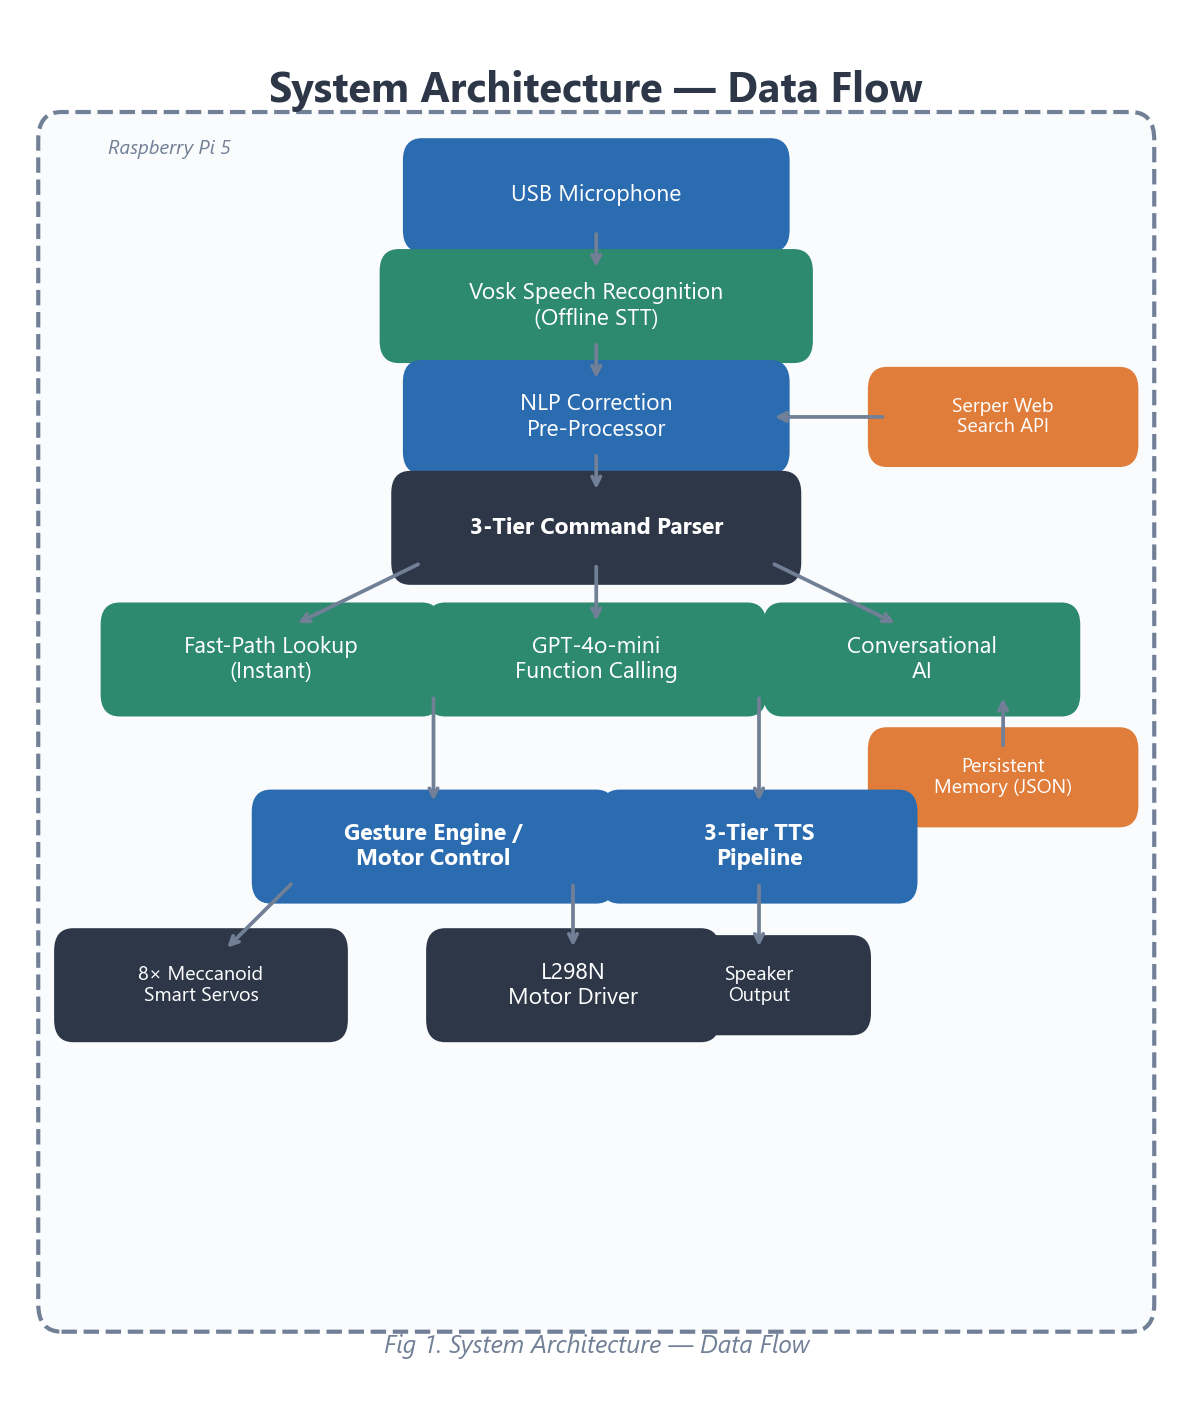 System Architecture — Data Flow
Raspberry Pi 5
USB Microphone
Vosk Speech Recognition
(Offline STT)
NLP Correction
Pre-Processor
Serper Web
Search API
3-Tier Command Parser
Fast-Path Lookup
(Instant)
GPT-4o-mini
Function Calling
Conversational
AI
Persistent
Memory (JSON)
Gesture Engine /
Motor Control
3-Tier TTS
Pipeline
8× Meccanoid
Smart Servos
L298N
Motor Driver
Speaker
Output
Fig 1. System Architecture — Data Flow